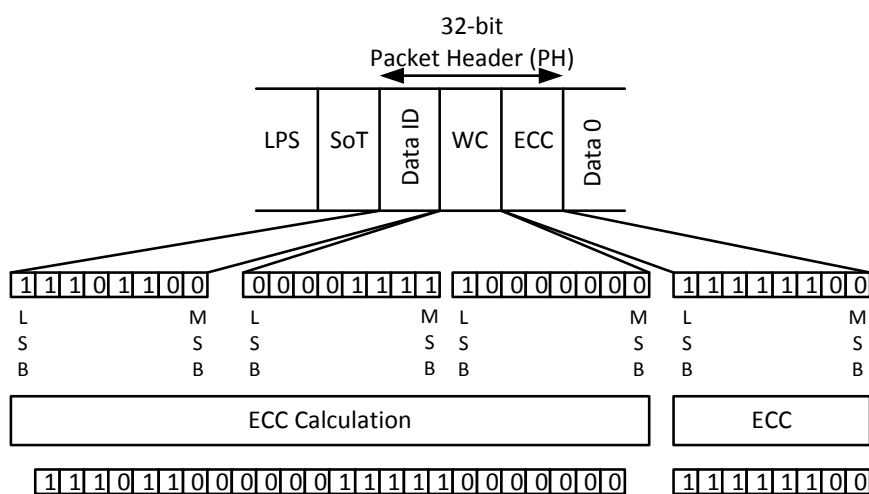 32-bit
Packet Header (PH)
LPS SoT Data ID WC ECC Data 0
1 1 1 0 1 1 0 0 0 0 0 0 1 1 1 1 1 0 0 0 0 0 0 0 1 1 1 1 1 1 0 0
L M L M L M L M
S S S S S S S S
B B B B B B B B
ECC Calculation ECC
1 1 1 0 1 1 0 0 0 0 0 0 1 1 1 1 1 0 0 0 0 0 0 0 1 1 1 1 1 1 0 0